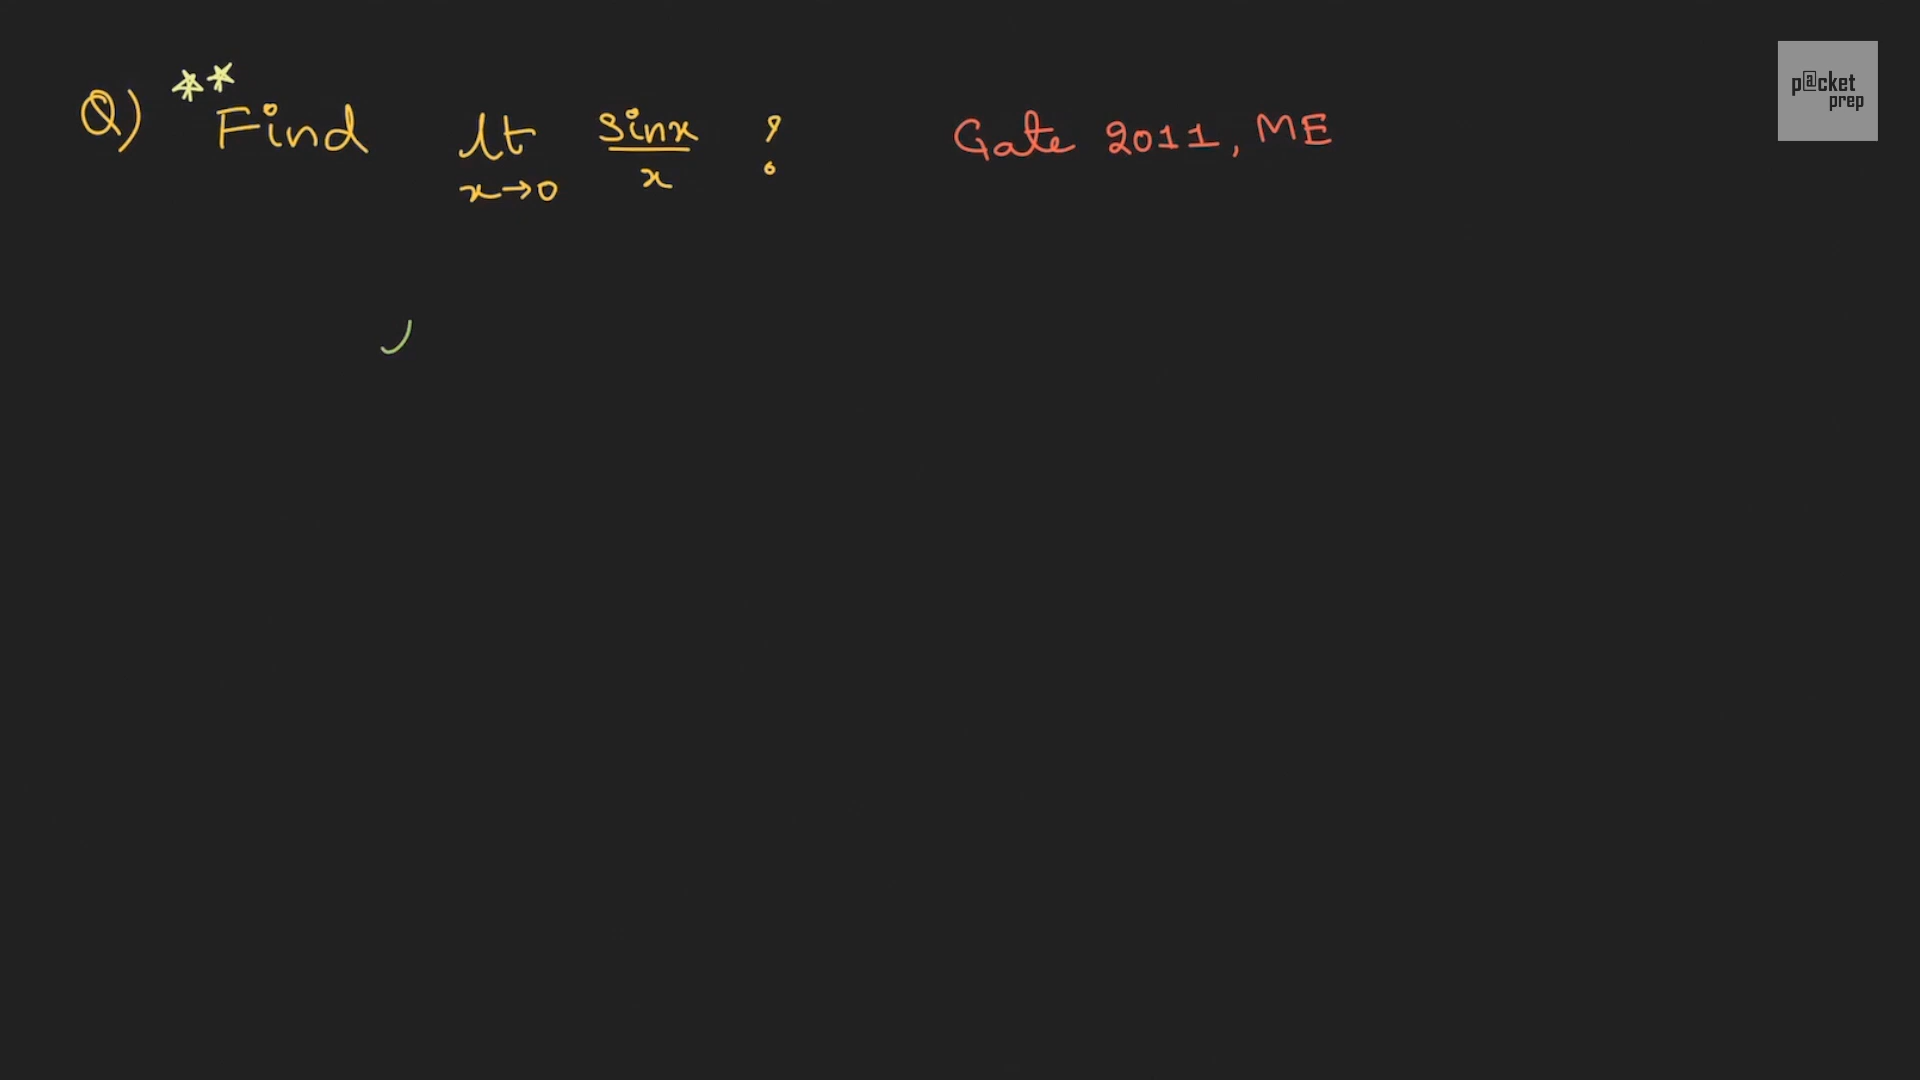 Q) ** Find lt sinx/x ? Gate 2011, ME
x→0
p@cket
prep